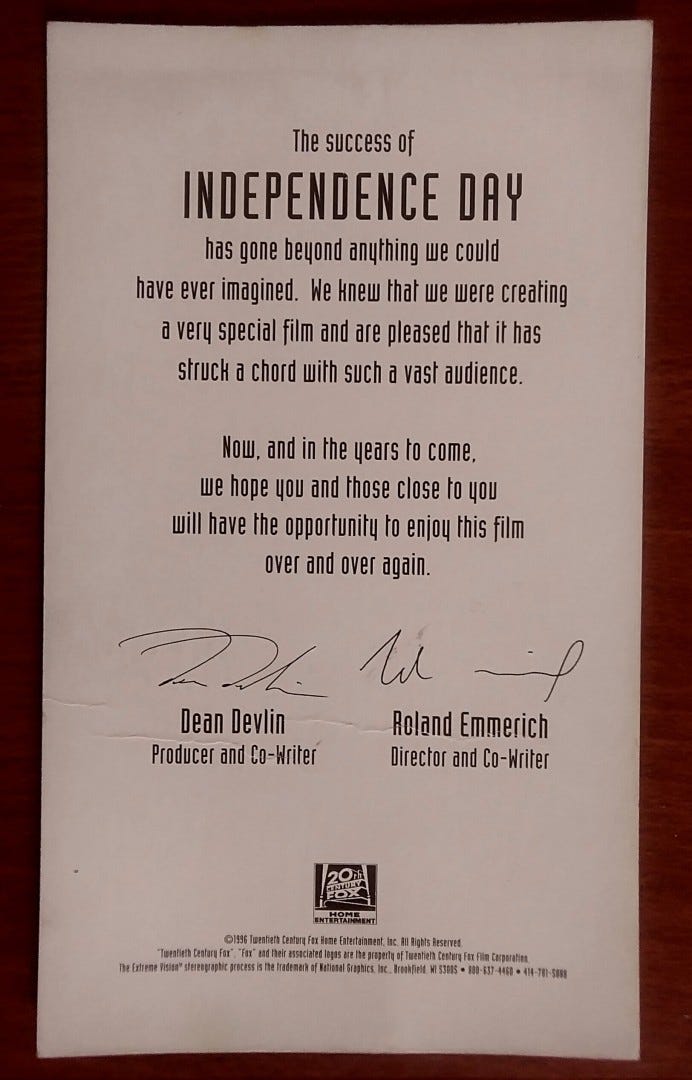 The success of
INDEPENDENCE DAY
has gone beyond anything we could
have ever imagined. We knew that we were creating
a very special film and are pleased that it has
struck a chord with such a vast audience.
Now, and in the years to come,
we hope you and those close to you
will have the opportunity to enjoy this film
over and over again.
Dean Devlin
Producer and Co-Writer
Roland Emmerich
Director and Co-Writer
20th
CENTURY
FOX
HOME
ENTERTAINMENT
©1996 Twentieth Century Fox Home Entertainment, Inc. All Rights Reserved.
"Twentieth Century Fox", "Fox" and their associated logos are the property of Twentieth Century Fox Film Corporation.
The Extreme Vision™ stereographic process is the trademark of National Graphics, Inc., Brookfield, WI 53005 • 800-637-4460 •